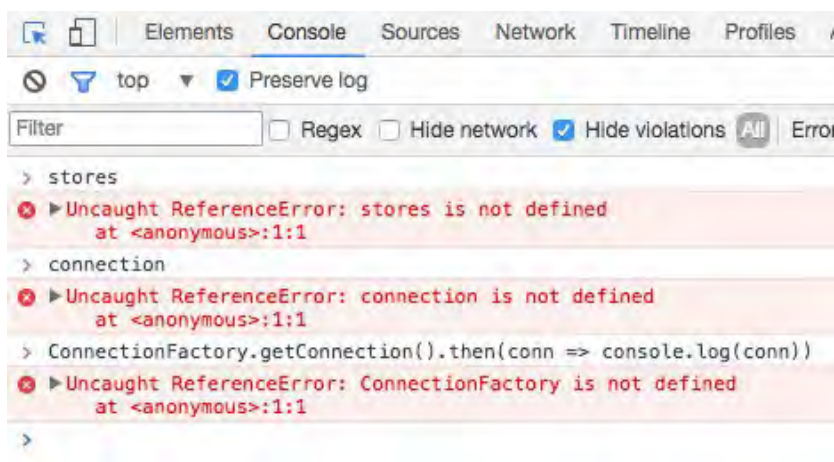 Elements Console Sources Network Timeline Profiles
top ▼ Preserve log
Filter Regex Hide network Hide violations All Error
> stores
▶Uncaught ReferenceError: stores is not defined
at <anonymous>:1:1
> connection
▶Uncaught ReferenceError: connection is not defined
at <anonymous>:1:1
> ConnectionFactory.getConnection().then(conn => console.log(conn))
▶Uncaught ReferenceError: ConnectionFactory is not defined
at <anonymous>:1:1
>